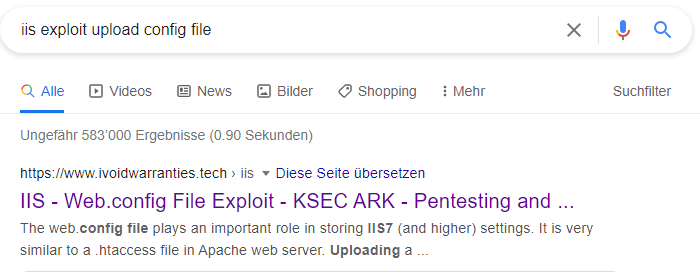 iis exploit upload config file
Alle Videos News Bilder Shopping Mehr Suchfilter
Ungefähr 583'000 Ergebnisse (0.90 Sekunden)
https://www.ivoidwarranties.tech › iis Diese Seite übersetzen
IIS - Web.config File Exploit - KSEC ARK - Pentesting and ...
The web.config file plays an important role in storing IIS7 (and higher) settings. It is very
similar to a .htaccess file in Apache web server. Uploading a ...